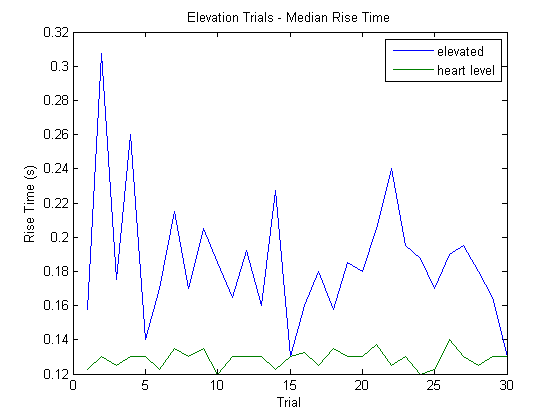 Elevation Trials - Median Rise Time
elevated
heart level
0.32
0.3
0.28
0.26
0.24
0.22
0.2
0.18
0.16
0.14
0.12
Rise Time (s)
0 5 10 15 20 25 30
Trial